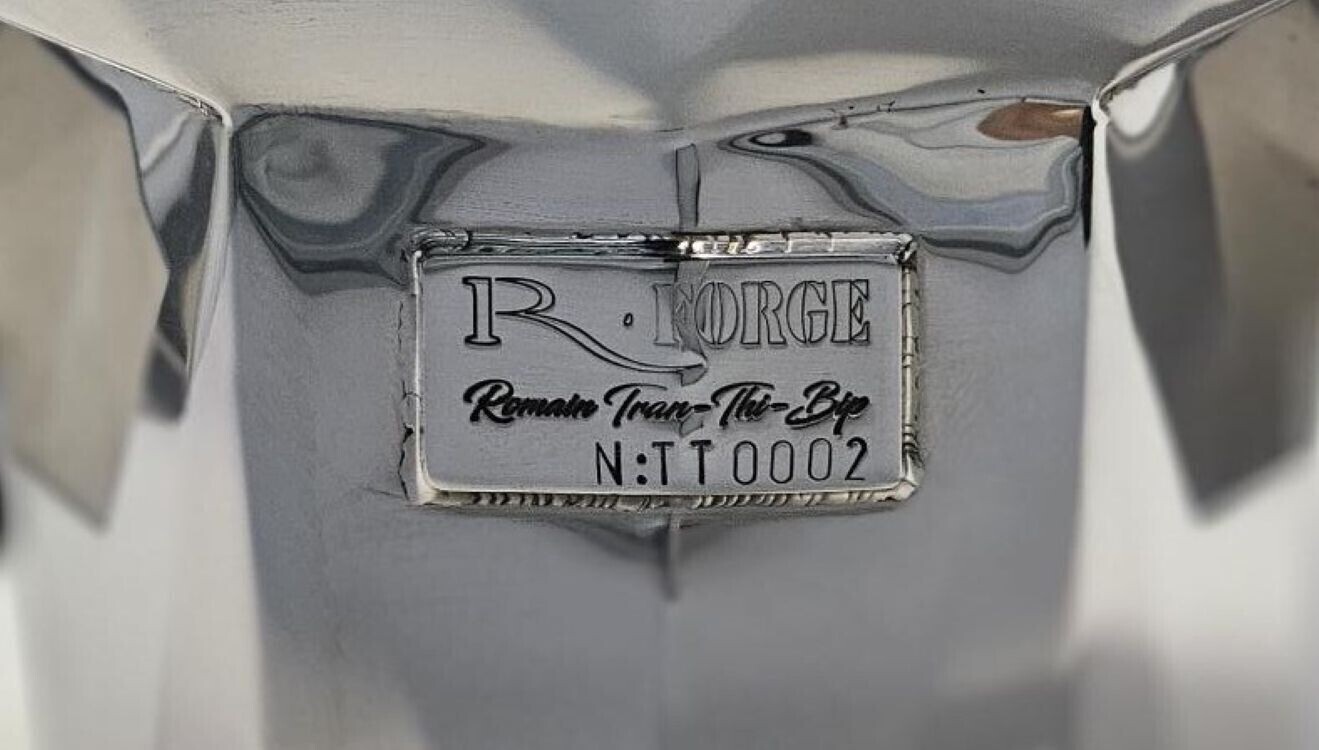 R.FORGE
Romain Tran-Thi-Bip
N:TT0002